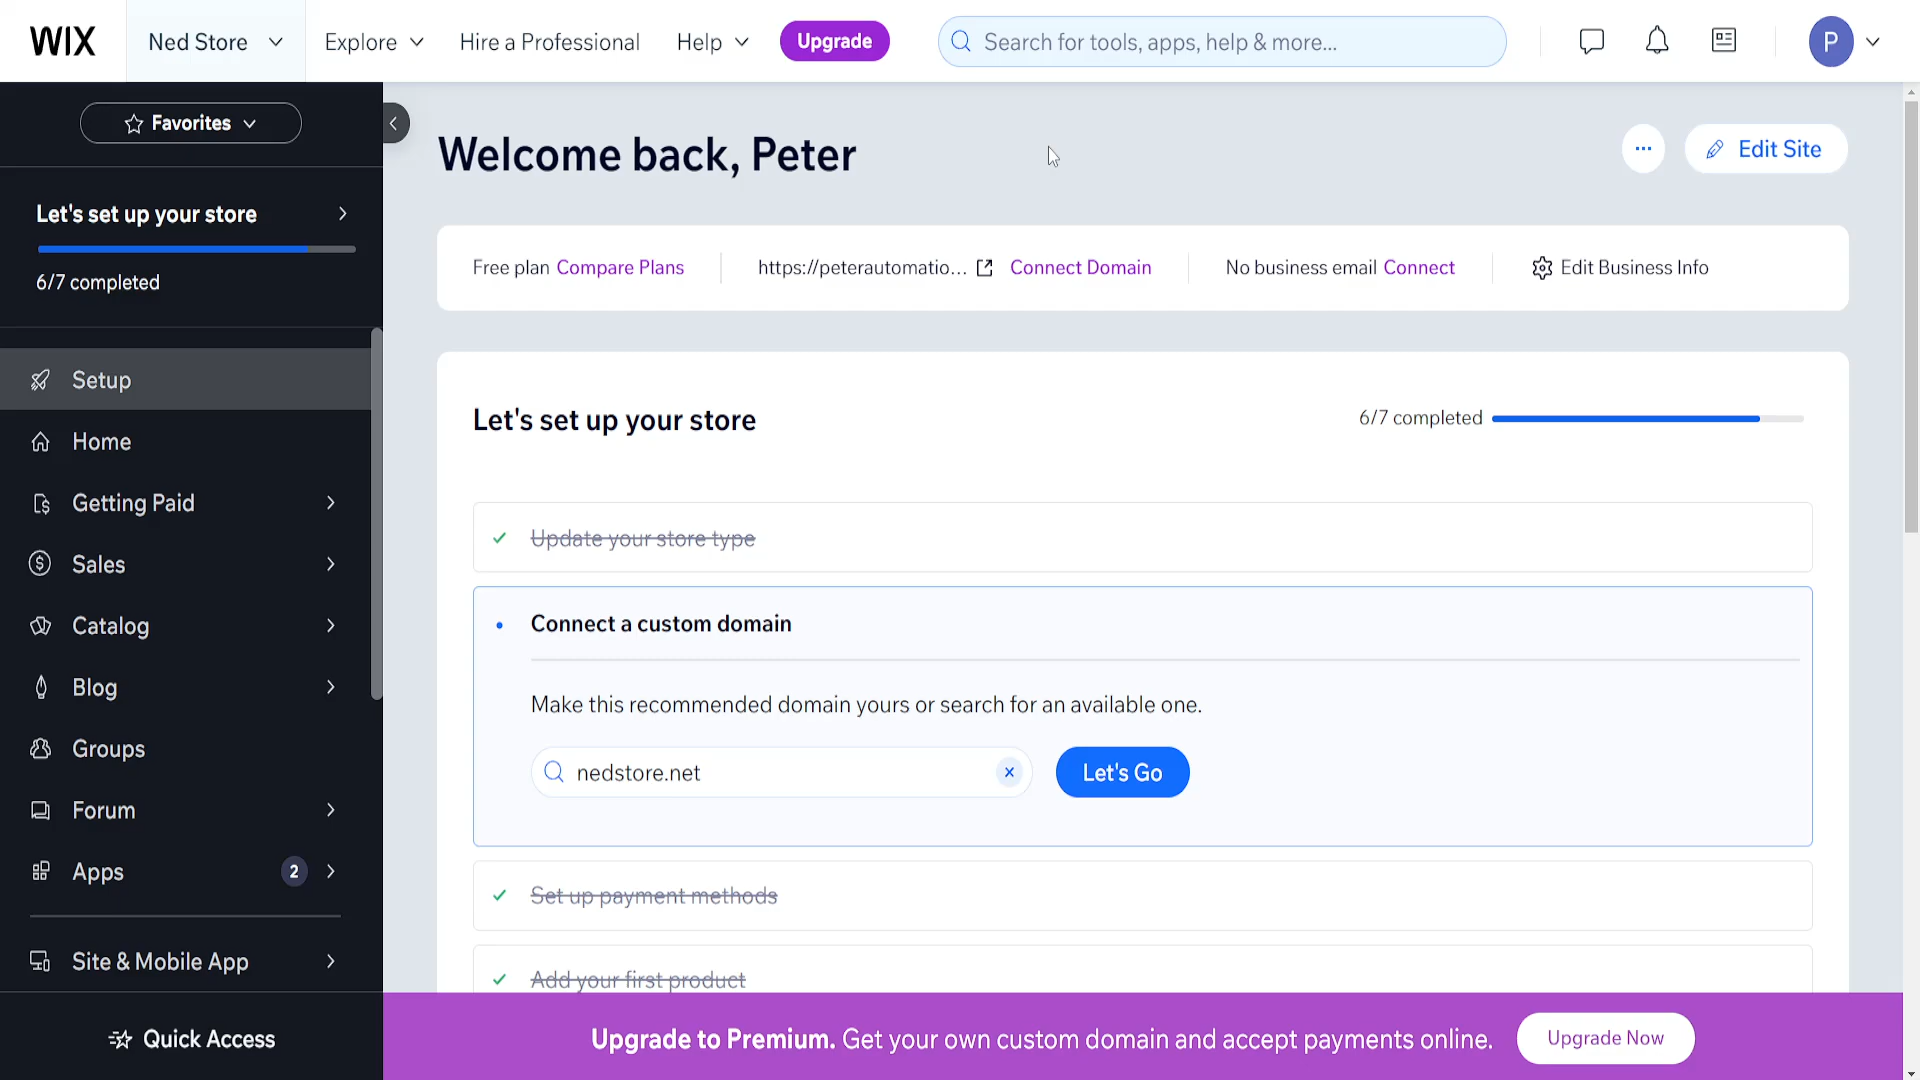 WIX
Ned Store
Explore
Hire a Professional
Help
Upgrade
Search for tools, apps, help & more...
P
Favorites
Let's set up your store
6/7 completed
Setup
Home
Getting Paid
Sales
Catalog
Blog
Groups
Forum
Apps
2
Site & Mobile App
Quick Access
Welcome back, Peter
Edit Site
Free plan Compare Plans
https://peterautomatio...
Connect Domain
No business email Connect
Edit Business Info
Let's set up your store
6/7 completed
Update your store type
Connect a custom domain
Make this recommended domain yours or search for an available one.
nedstore.net
Let's Go
Set up payment methods
Add your first product
Upgrade to Premium. Get your own custom domain and accept payments online.
Upgrade Now